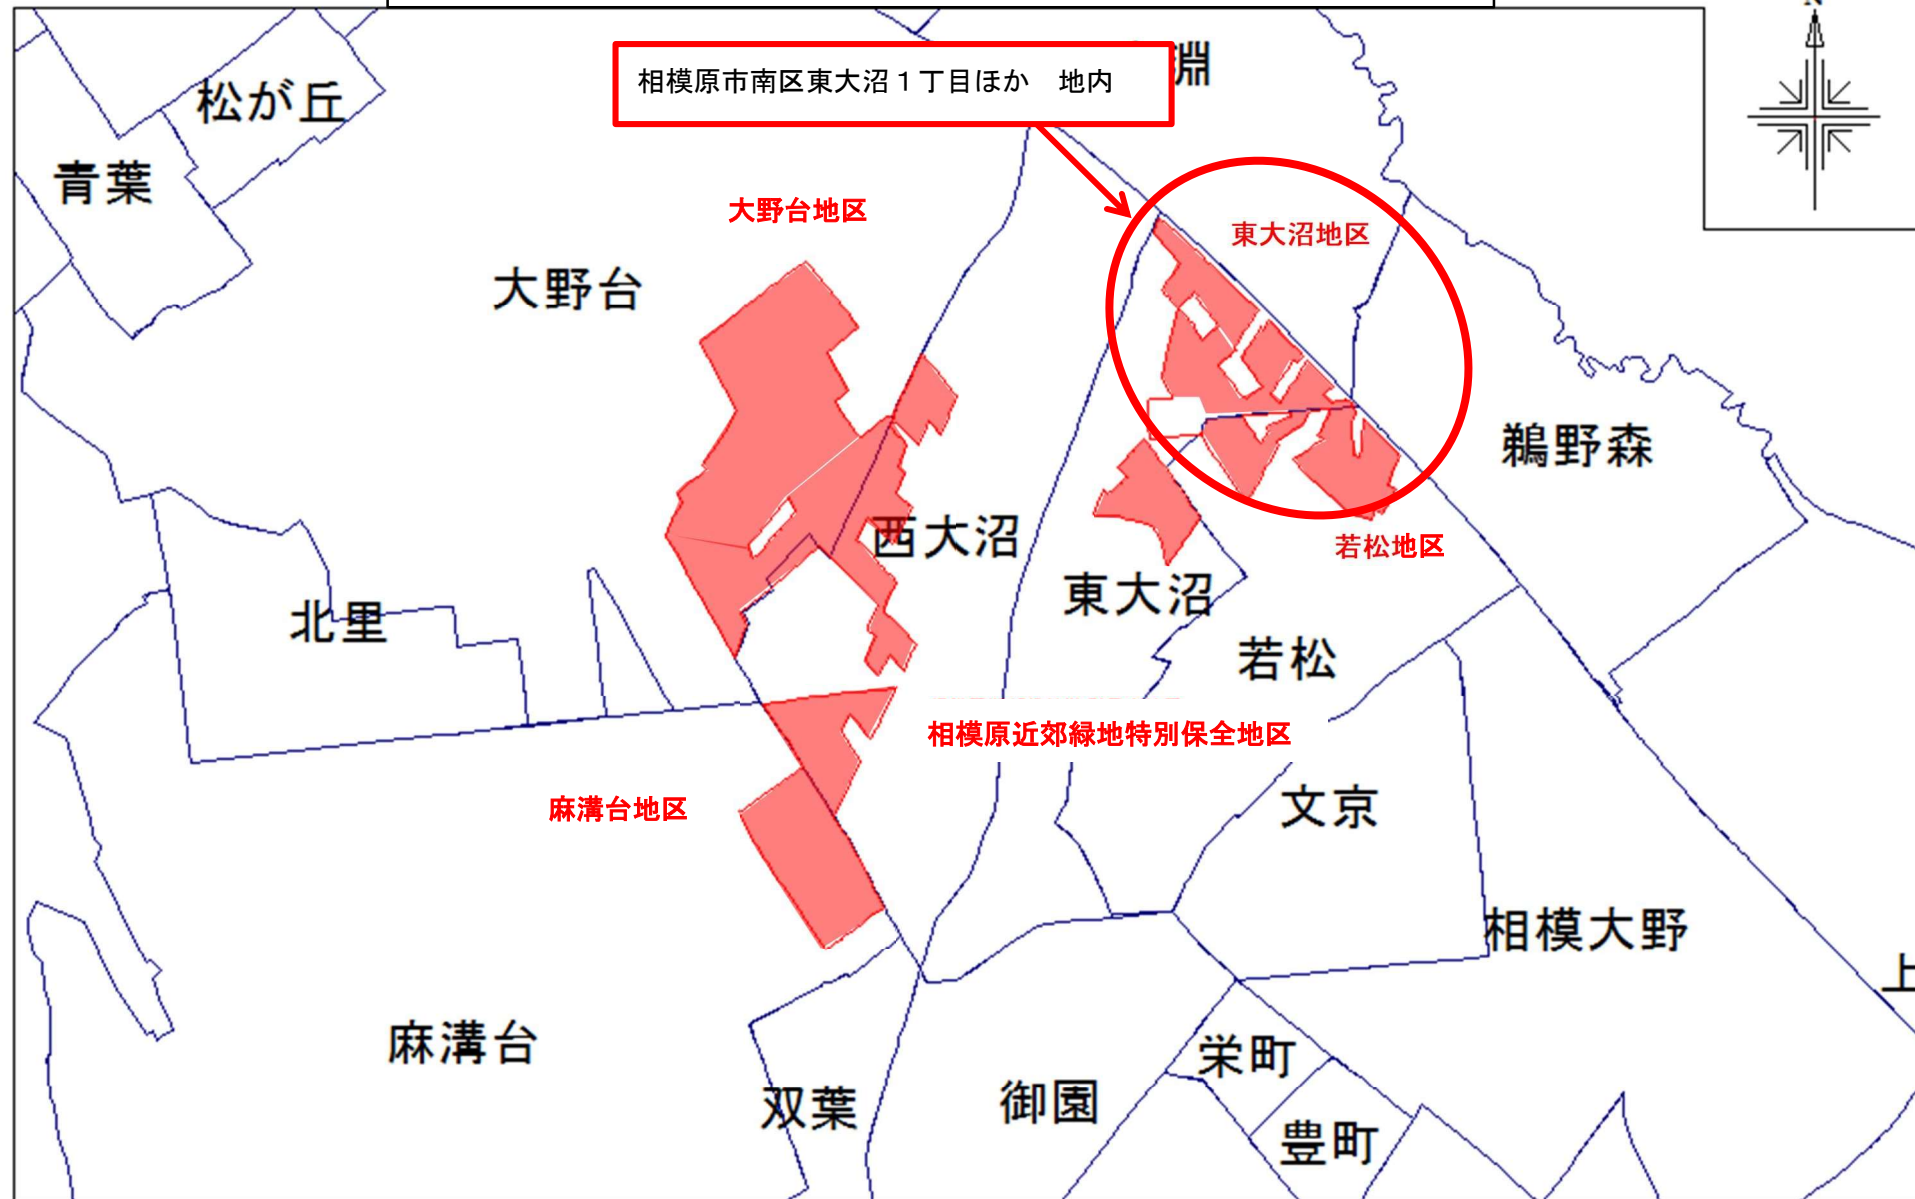 N
淵
相模原市南区東大沼１丁目ほか　地内
松が丘
青葉
大野台地区
東大沼地区
大野台
鵜野森
西大沼
若松地区
東大沼
北里
若松
相模原近郊緑地特別保全地区
麻溝台地区
文京
相模大野
上
麻溝台
栄町
双葉
御園
豊町